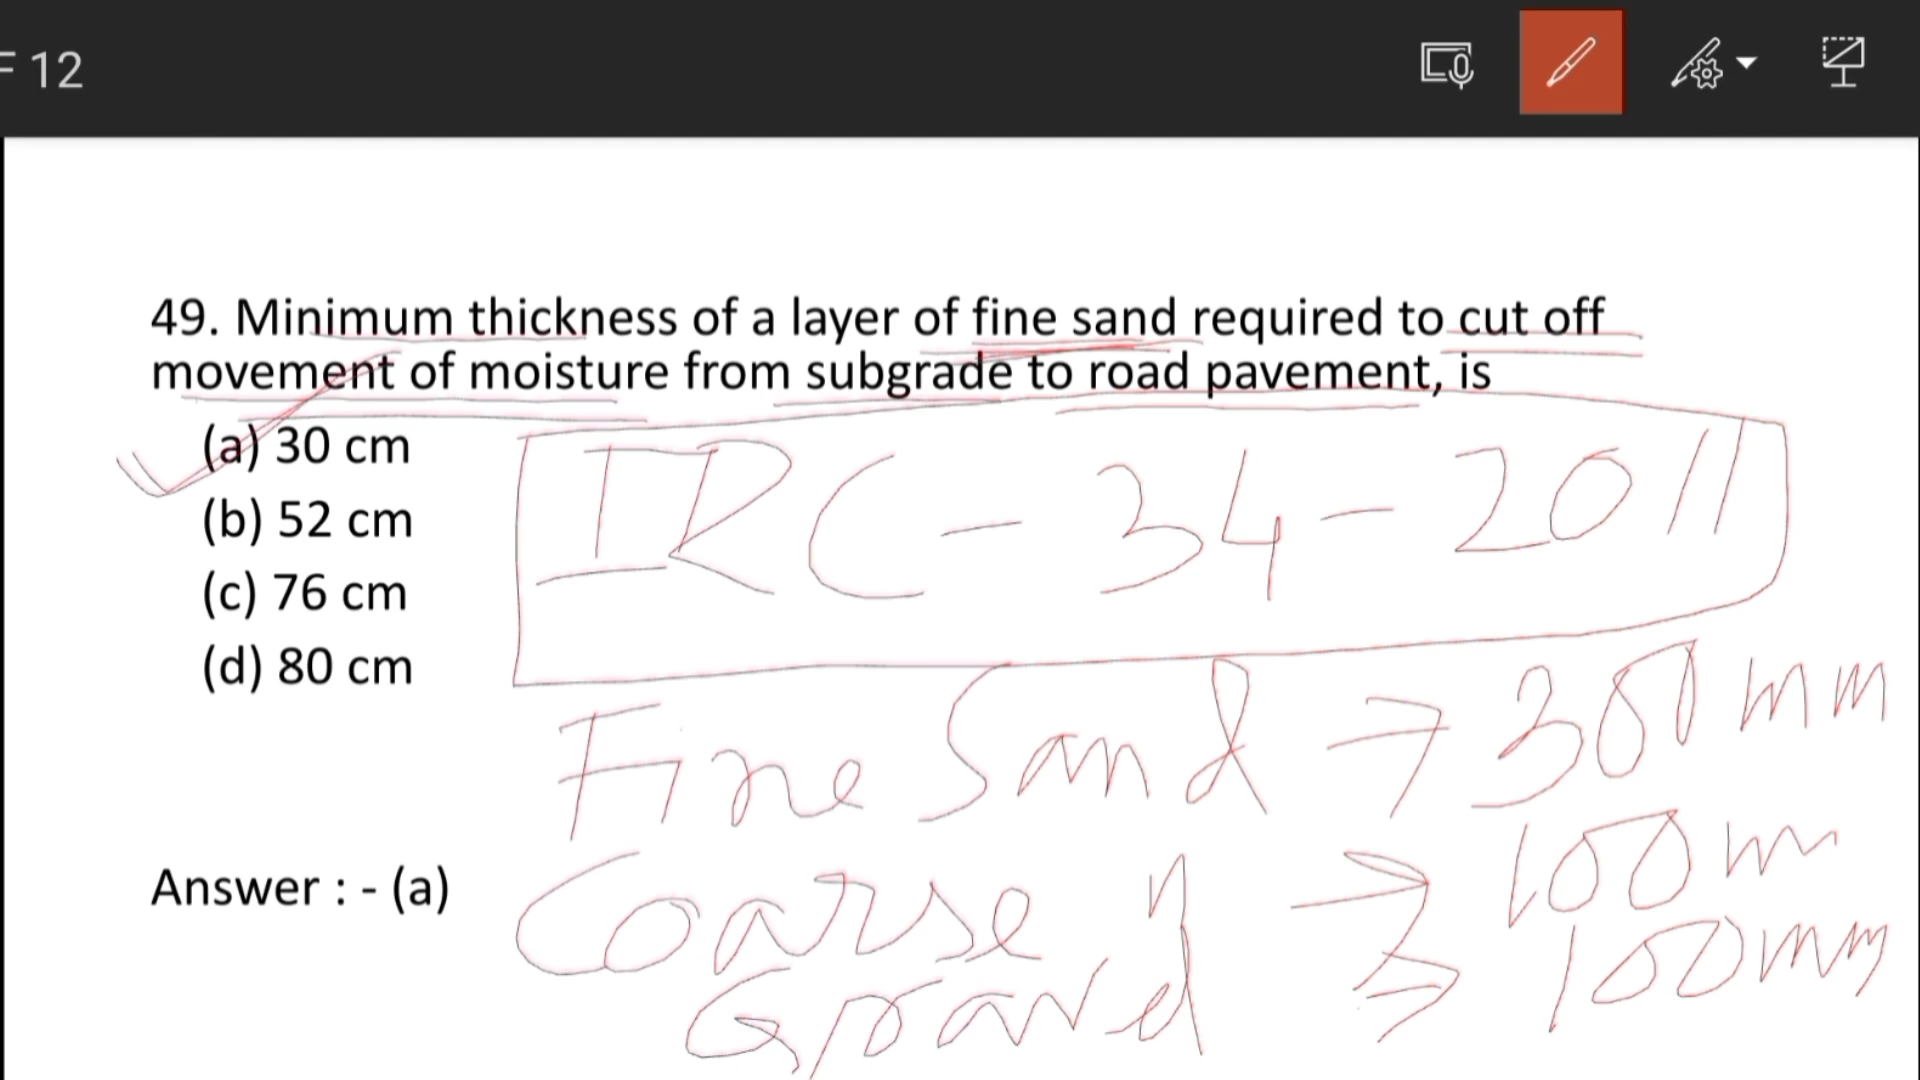 F 12
49. Minimum thickness of a layer of fine sand required to cut off
movement of moisture from subgrade to road pavement, is
(a) 30 cm
(b) 52 cm
(c) 76 cm
(d) 80 cm
IRC - 34 - 2011
Fine Sand → 300 mm
Coarse " → 100 m
Gravel → 100 mm
Answer : - (a)